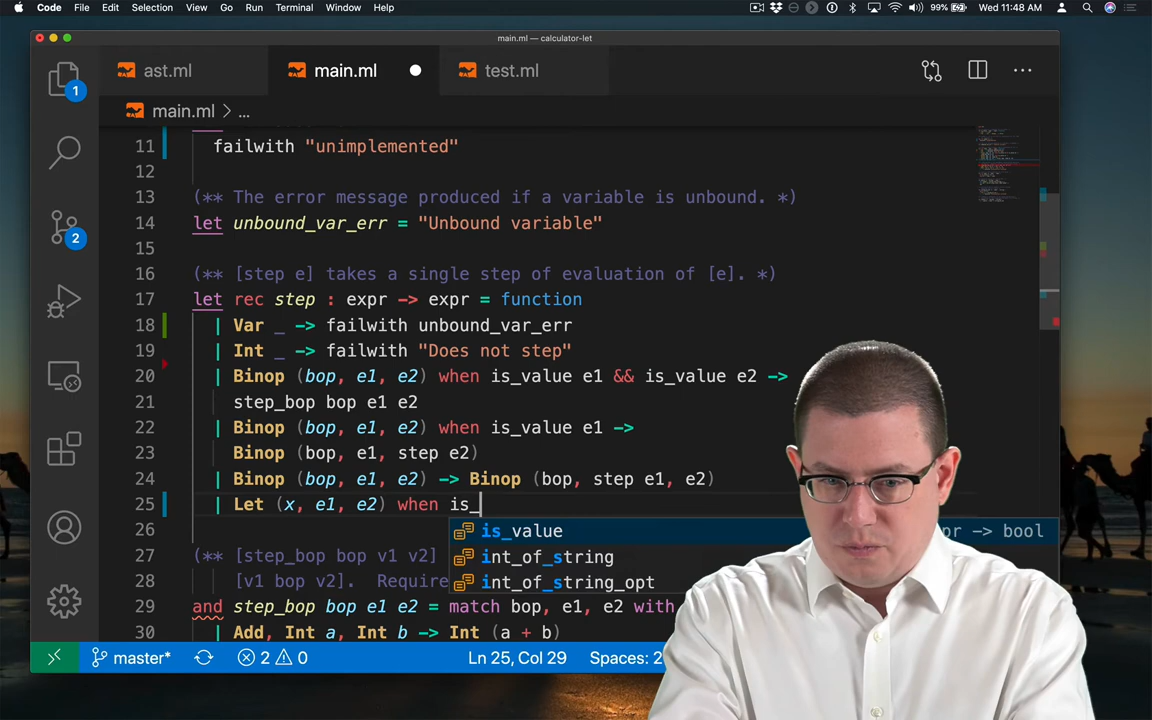 Code File Edit Selection View Go Run Terminal Window Help 99% Wed 11:48 AM
main.ml — calculator-let
ast.ml main.ml test.ml
main.ml > ...
1
2
11 failwith "unimplemented"
12
13 (** The error message produced if a variable is unbound. *)
14 let unbound_var_err = "Unbound variable"
15
16 (** [step e] takes a single step of evaluation of [e]. *)
17 let rec step : expr -> expr = function
18 | Var _ -> failwith unbound_var_err
19 | Int _ -> failwith "Does not step"
20 | Binop (bop, e1, e2) when is_value e1 && is_value e2 ->
21 step_bop bop e1 e2
22 | Binop (bop, e1, e2) when is_value e1 ->
23 Binop (bop, e1, step e2)
24 | Binop (bop, e1, e2) -> Binop (bop, step e1, e2)
25 | Let (x, e1, e2) when is_
is_value pr -> bool
int_of_string
int_of_string_opt
26
27 (** [step_bop bop v1 v2]
28 [v1 bop v2]. Require
29 and step_bop bop e1 e2 = match bop, e1, e2 with
30 | Add, Int a, Int b -> Int (a + b)
master* 2 0 Ln 25, Col 29 Spaces: 2